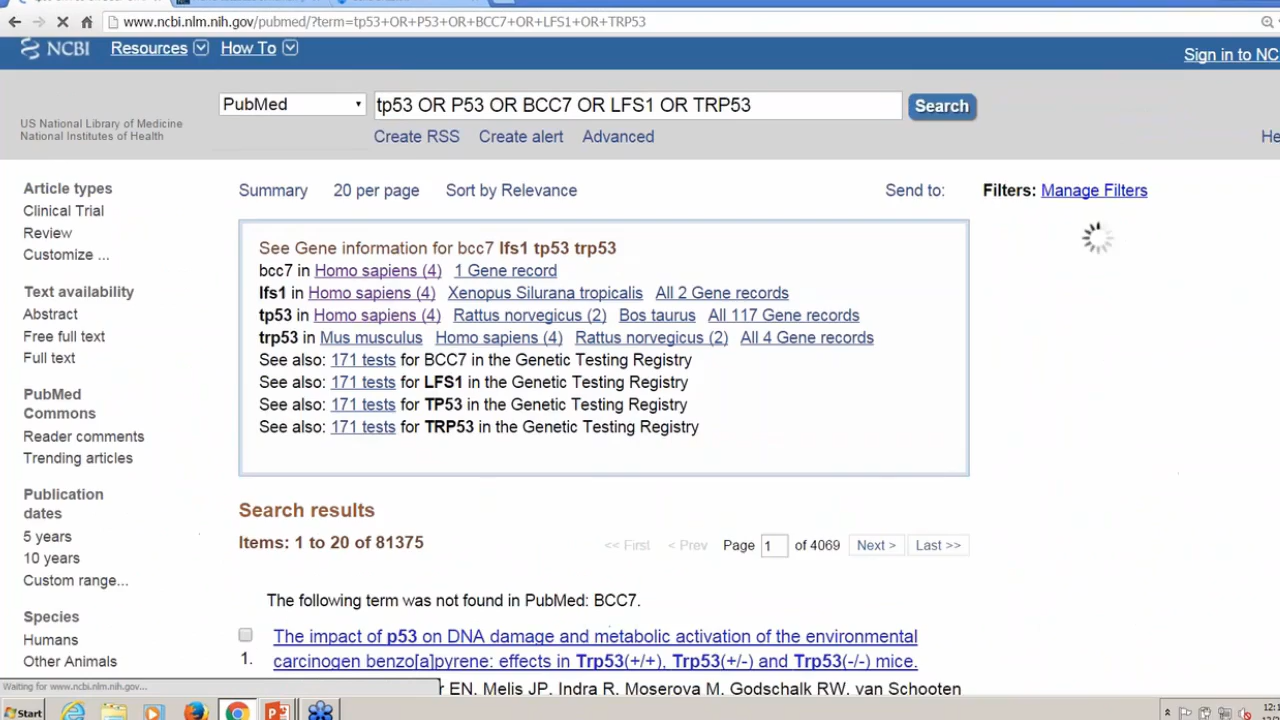 www.ncbi.nlm.nih.gov/pubmed/?term=tp53+OR+P53+OR+BCC7+OR+LFS1+OR+TRP53
NCBI Resources How To
Sign in to NC
PubMed tp53 OR P53 OR BCC7 OR LFS1 OR TRP53 Search
US National Library of Medicine
National Institutes of Health
Create RSS Create alert Advanced
He
Article types
Clinical Trial
Review
Customize ...
Text availability
Abstract
Free full text
Full text
PubMed
Commons
Reader comments
Trending articles
Publication
dates
5 years
10 years
Custom range...
Species
Humans
Other Animals
Summary 20 per page Sort by Relevance Send to:
Filters: Manage Filters
See Gene information for bcc7 lfs1 tp53 trp53
bcc7 in Homo sapiens (4) 1 Gene record
lfs1 in Homo sapiens (4) Xenopus Silurana tropicalis All 2 Gene records
tp53 in Homo sapiens (4) Rattus norvegicus (2) Bos taurus All 117 Gene records
trp53 in Mus musculus Homo sapiens (4) Rattus norvegicus (2) All 4 Gene records
See also: 171 tests for BCC7 in the Genetic Testing Registry
See also: 171 tests for LFS1 in the Genetic Testing Registry
See also: 171 tests for TP53 in the Genetic Testing Registry
See also: 171 tests for TRP53 in the Genetic Testing Registry
Search results
Items: 1 to 20 of 81375
<< First < Prev Page 1 of 4069 Next > Last >>
The following term was not found in PubMed: BCC7.
The impact of p53 on DNA damage and metabolic activation of the environmental
1. carcinogen benzo[a]pyrene: effects in Trp53(+/+), Trp53(+/-) and Trp53(-/-) mice.
r EN, Melis JP, Indra R, Moserova M, Godschalk RW, van Schooten
Waiting for www.ncbi.nlm.nih.gov...
Start
12:1